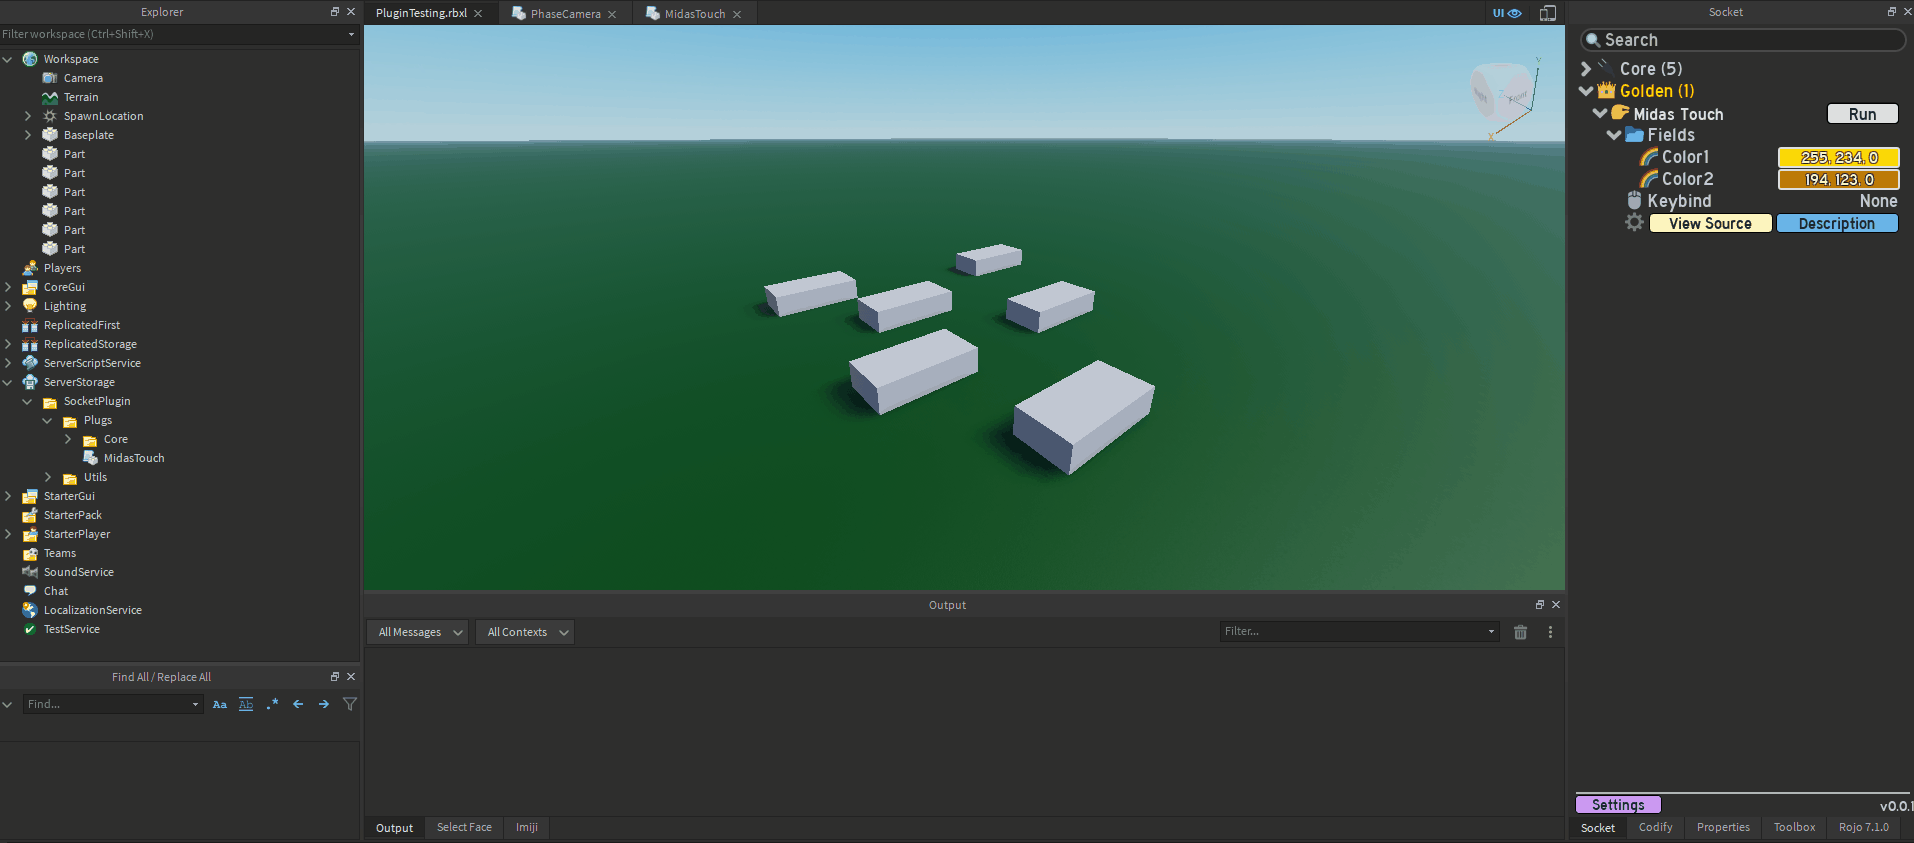 Explorer
Filter workspace (Ctrl+Shift+X)
Workspace
Camera
Terrain
SpawnLocation
Baseplate
Part
Part
Part
Part
Part
Part
Players
CoreGui
Lighting
ReplicatedFirst
ReplicatedStorage
ServerScriptService
ServerStorage
SocketPlugin
Plugs
Core
MidasTouch
Utils
StarterGui
StarterPack
StarterPlayer
Teams
SoundService
Chat
LocalizationService
TestService
Find All / Replace All
Find...
Aa
Ab
.*
PluginTesting.rbxl
PhaseCamera
MidasTouch
UI
Right
Front
Y
X
Output
All Messages
All Contexts
Filter...
Output
Select Face
Imiji
Socket
Search
Core (5)
Golden (1)
Midas Touch
Run
Fields
Color1
255, 234, 0
Color2
194, 123, 0
Keybind
None
View Source
Description
Settings
v0.0.1
Socket
Codify
Properties
Toolbox
Rojo 7.1.0